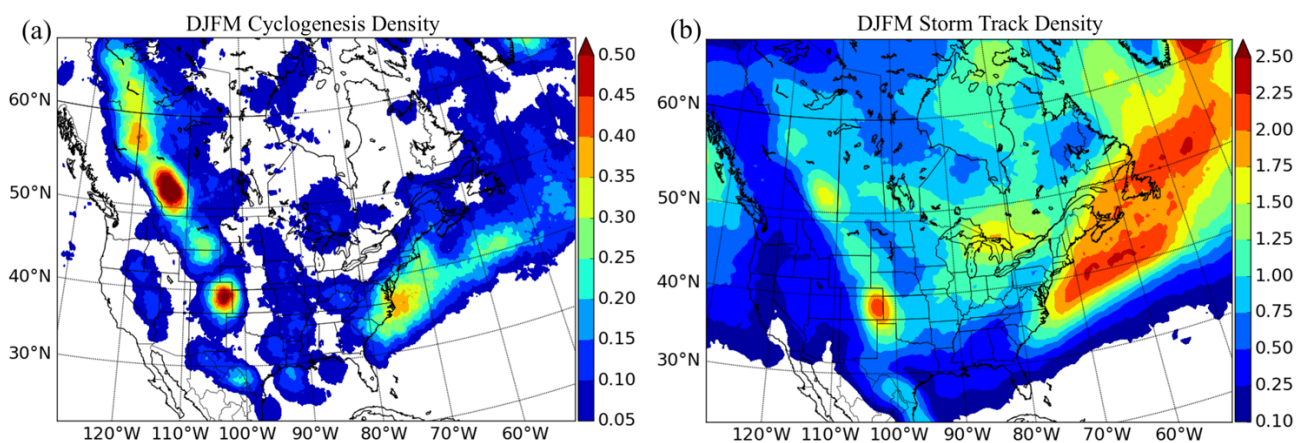 (a) DJFM Cyclogenesis Density
0.50
0.45
0.40
0.35
0.30
0.25
0.20
0.15
0.10
0.05
60°N
50°N
40°N
30°N
120°W 110°W 100°W 90°W 80°W 70°W 60°W
(b) DJFM Storm Track Density
2.50
2.25
2.00
1.75
1.50
1.25
1.00
0.75
0.50
0.25
0.10
60°N
50°N
40°N
30°N
120°W 110°W 100°W 90°W 80°W 70°W 60°W